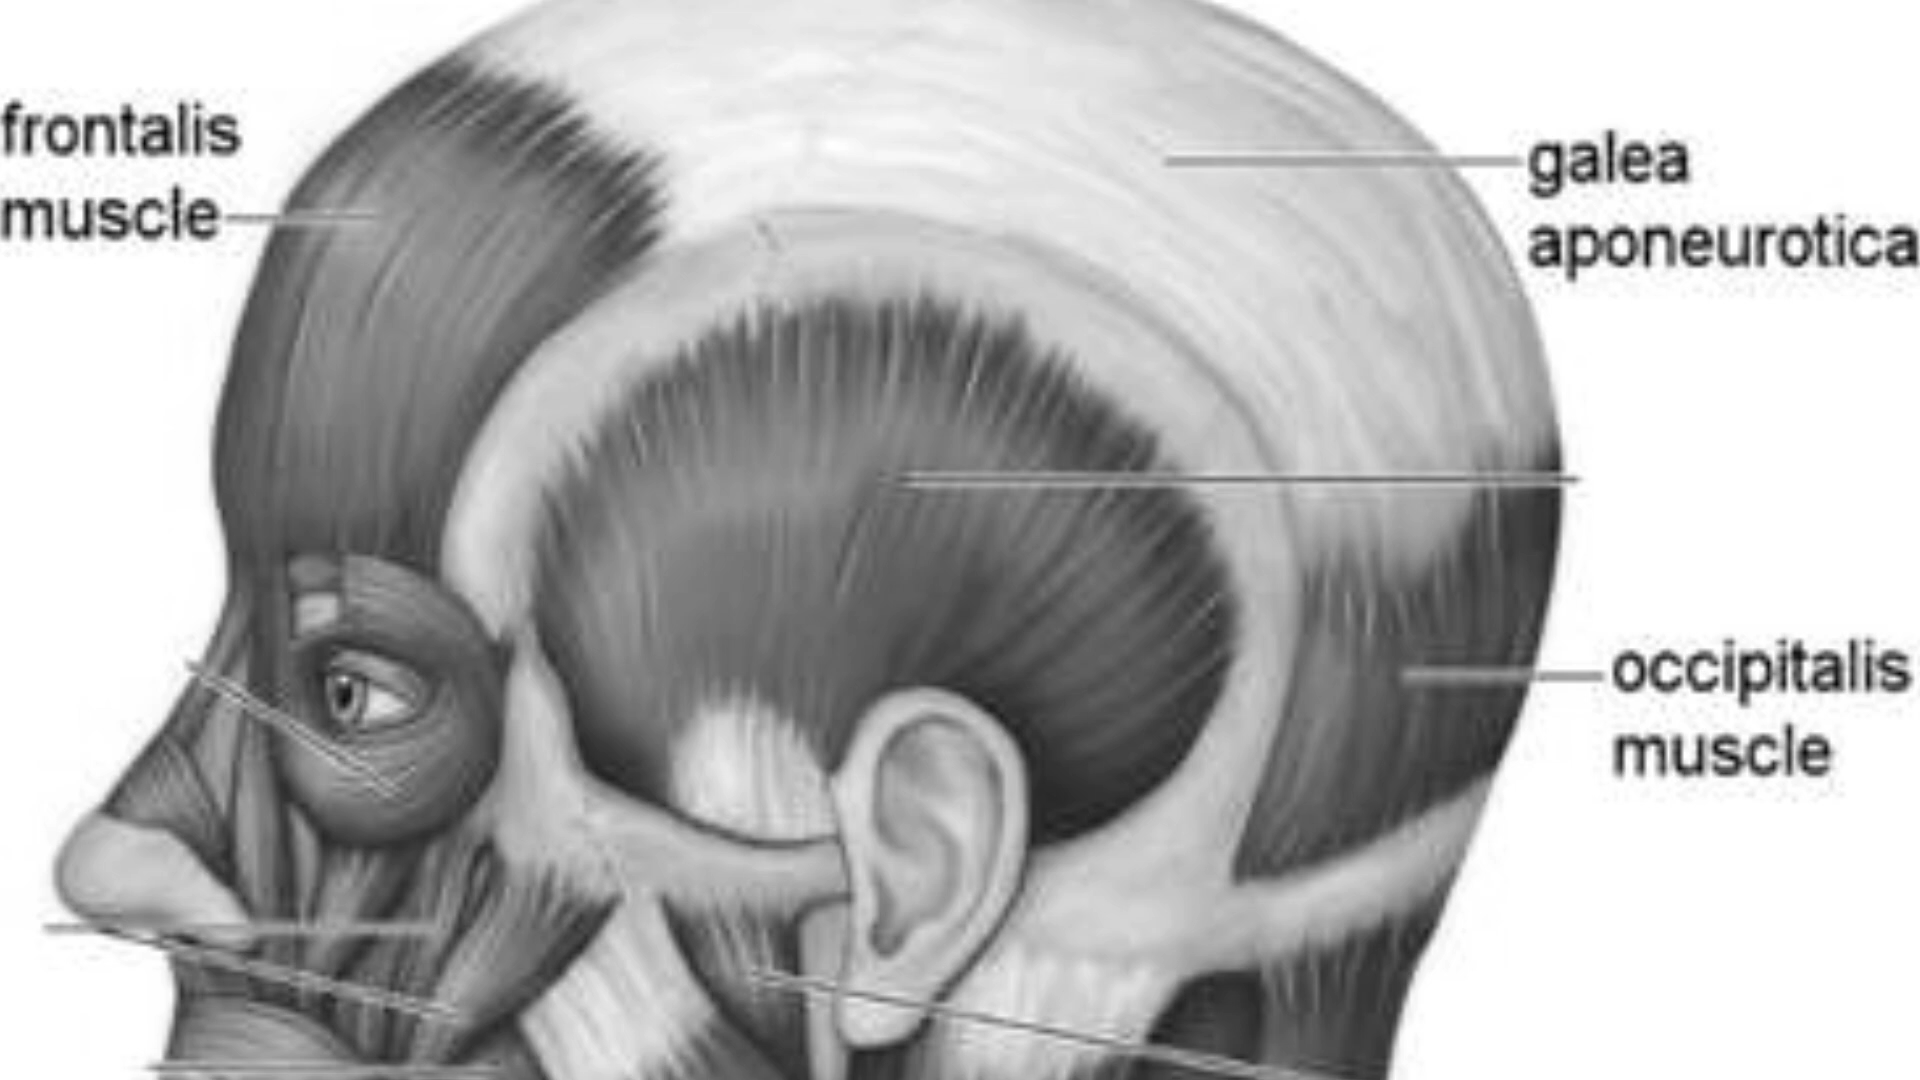 frontalis
muscle
galea
aponeurotica
occipitalis
muscle